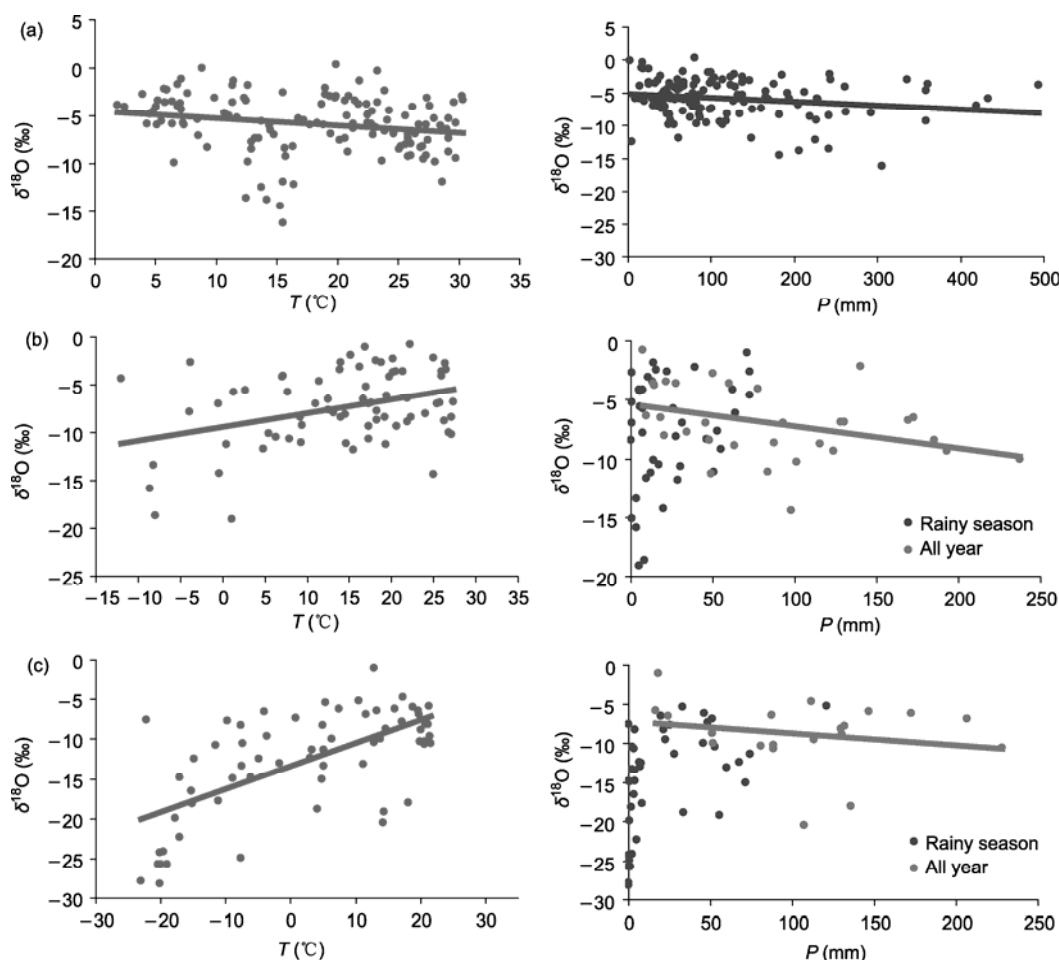 (a)
5
0
−5
−10
−15
−20
δ¹⁸O (‰)
0 5 10 15 20 25 30 35
T (℃)
5
0
−5
−10
−15
−20
−25
−30
δ¹⁸O (‰)
0 100 200 300 400 500
P (mm)
(b)
0
−5
−10
−15
−20
−25
δ¹⁸O (‰)
−15 −10 −5 0 5 10 15 20 25 30 35
T (℃)
0
−5
−10
−15
−20
δ¹⁸O (‰)
Rainy season
All year
0 50 100 150 200 250
P (mm)
(c)
0
−5
−10
−15
−20
−25
−30
δ¹⁸O (‰)
−30 −20 −10 0 10 20 30
T (℃)
0
−5
−10
−15
−20
−25
−30
δ¹⁸O (‰)
Rainy season
All year
0 50 100 150 200 250
P (mm)